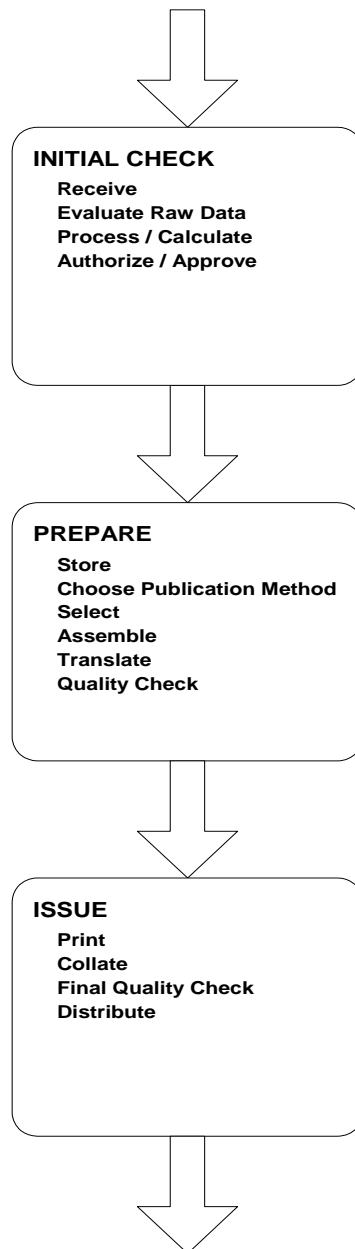 INITIAL CHECK
Receive
Evaluate Raw Data
Process / Calculate
Authorize / Approve
PREPARE
Store
Choose Publication Method
Select
Assemble
Translate
Quality Check
ISSUE
Print
Collate
Final Quality Check
Distribute